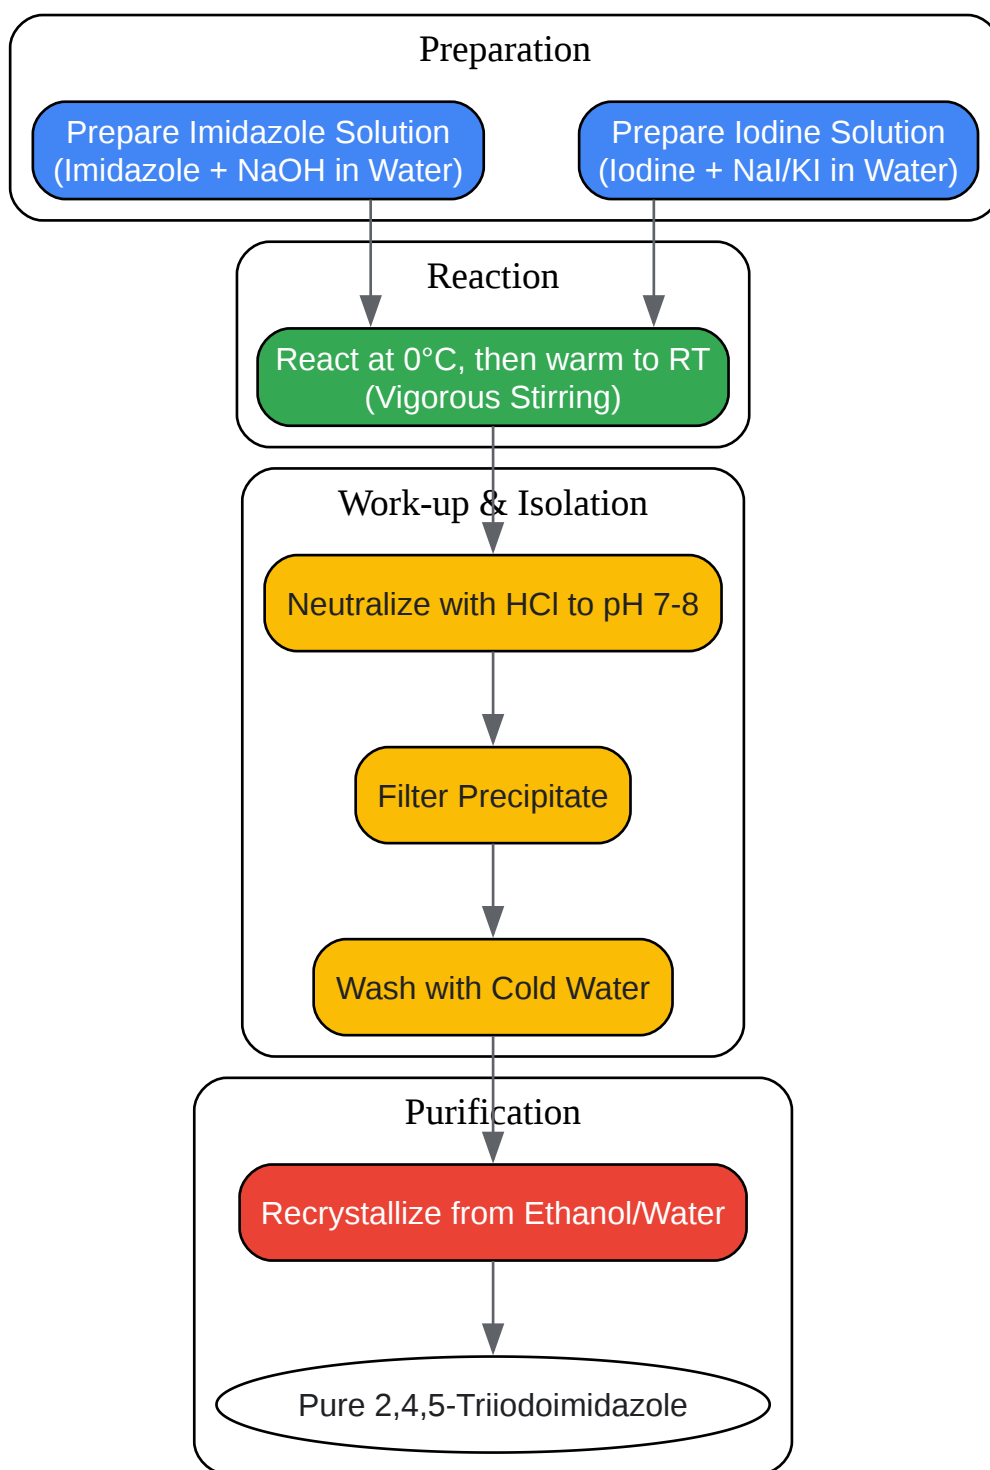 Preparation
Prepare Imidazole Solution
(Imidazole + NaOH in Water)
Prepare Iodine Solution
(Iodine + NaI/KI in Water)
Reaction
React at 0°C, then warm to RT
(Vigorous Stirring)
Work-up & Isolation
Neutralize with HCl to pH 7-8
Filter Precipitate
Wash with Cold Water
Purification
Recrystallize from Ethanol/Water
Pure 2,4,5-Triiodoimidazole